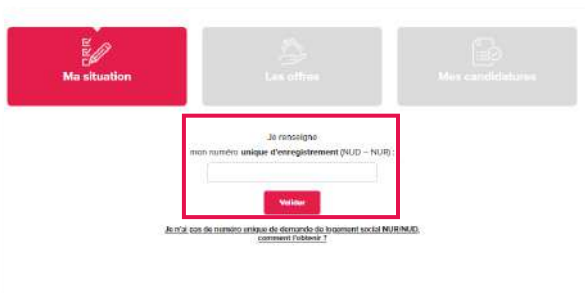 Ma situation
Les offres
Mes candidatures
Je renseigne
mon numéro unique d'enregistrement (NUD – NUR) :
Valider
Je n'ai pas de numéro unique de demande de logement social NUR/NUD,
comment l'obtenir ?